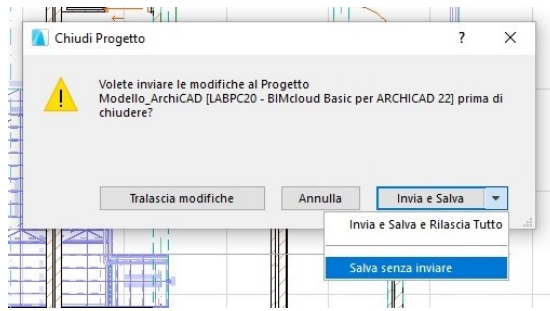 Chiudi Progetto
?
Volete inviare le modifiche al Progetto
Modello_ArchiCAD [LABPC20 - BIMcloud Basic per ARCHICAD 22] prima di
chiudere?
Tralascia modifiche Annulla Invia e Salva
Invia e Salva e Rilascia Tutto
Salva senza inviare